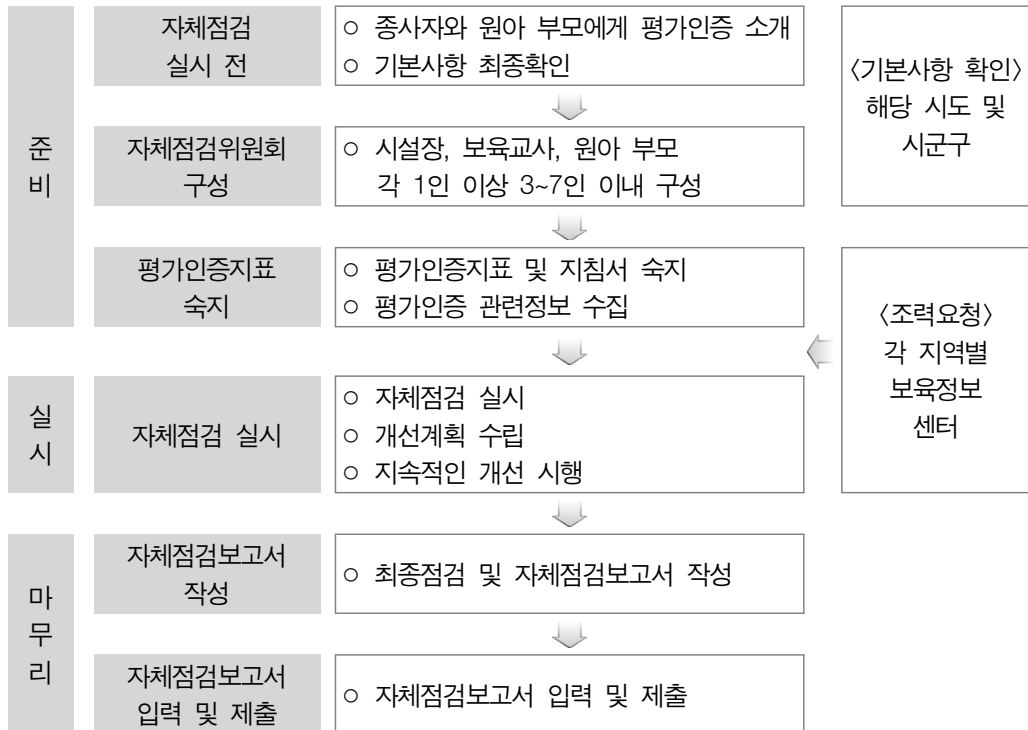 준
비
자체점검
실시 전
○ 종사자와 원아 부모에게 평가인증 소개
○ 기본사항 최종확인
자체점검위원회
구성
○ 시설장, 보육교사, 원아 부모
각 1인 이상 3~7인 이내 구성
평가인증지표
숙지
○ 평가인증지표 및 지침서 숙지
○ 평가인증 관련정보 수집
〈기본사항 확인〉
해당 시도 및
시군구
실
시
자체점검 실시
○ 자체점검 실시
○ 개선계획 수립
○ 지속적인 개선 시행
〈조력요청〉
각 지역별
보육정보
센터
마
무
리
자체점검보고서
작성
○ 최종점검 및 자체점검보고서 작성
자체점검보고서
입력 및 제출
○ 자체점검보고서 입력 및 제출